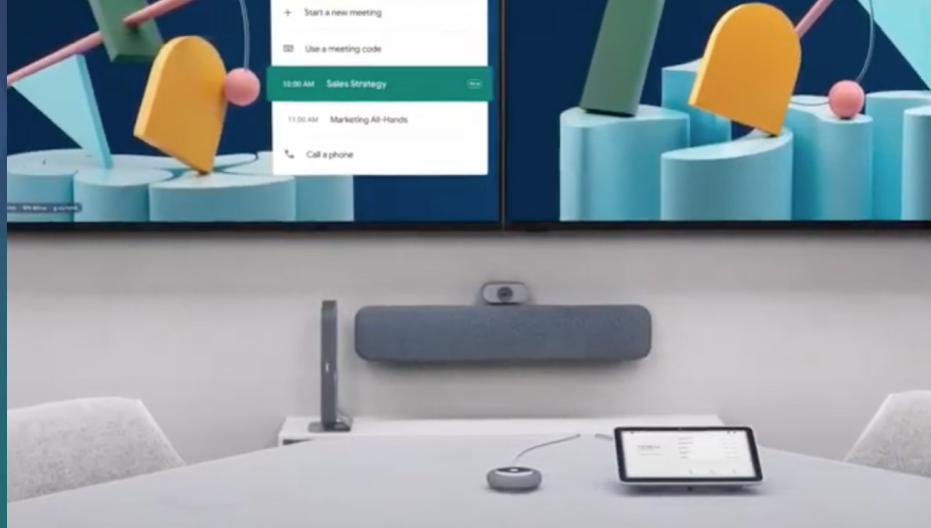 Start a new meeting
Use a meeting code
10:00 AM Sales Strategy Now
11:00 AM Marketing All-Hands
Call a phone